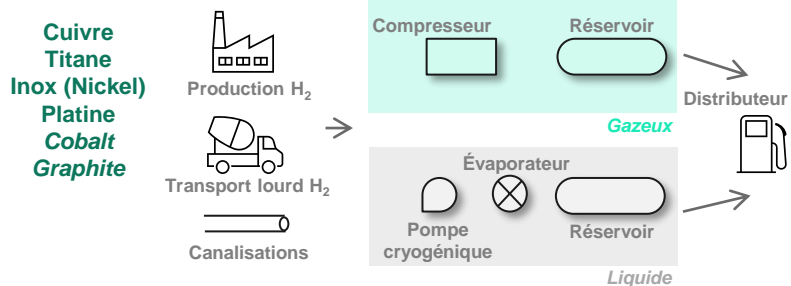 Cuivre
Titane
Inox (Nickel)
Platine
Cobalt
Graphite
Production H₂
Transport lourd H₂
Canalisations
Compresseur
Réservoir
Gazeux
Évaporateur
Pompe
cryogénique
Réservoir
Liquide
Distributeur